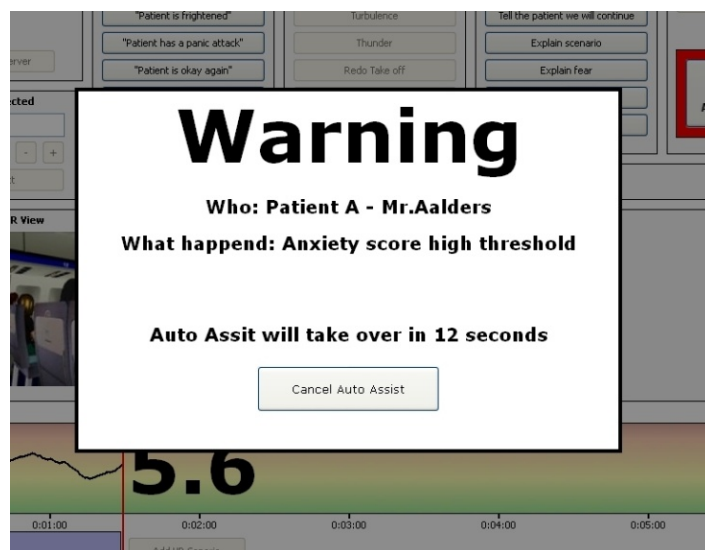 "Patient is frightened"
Turbulence
Tell the patient we will continue
"Patient has a panic attack"
Thunder
Explain scenario
"Patient is okay again"
Redo Take off
Explain fear
- +
R View
Warning
Who: Patient A - Mr.Aalders
What happend: Anxiety score high threshold
Auto Assit will take over in 12 seconds
Cancel Auto Assist
5.6
0:01:00 0:02:00 0:03:00 0:04:00 0:05:00